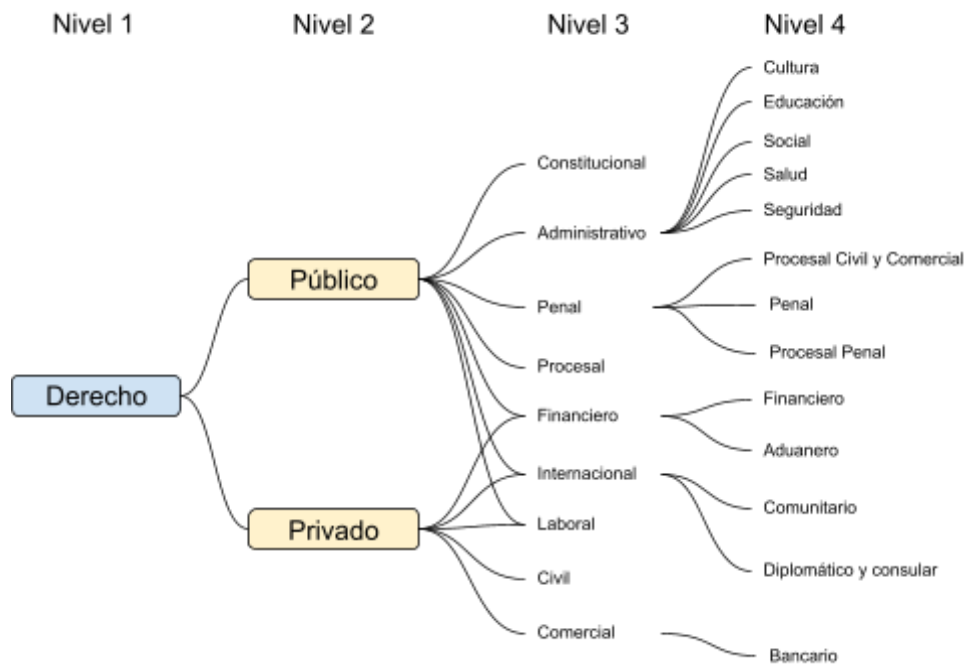 Nivel 1
Nivel 2
Nivel 3
Nivel 4
Derecho
Público
Privado
Constitucional
Administrativo
Penal
Procesal
Financiero
Internacional
Laboral
Civil
Comercial
Cultura
Educación
Social
Salud
Seguridad
Procesal Civil y Comercial
Penal
Procesal Penal
Financiero
Aduanero
Comunitario
Diplomático y consular
Bancario